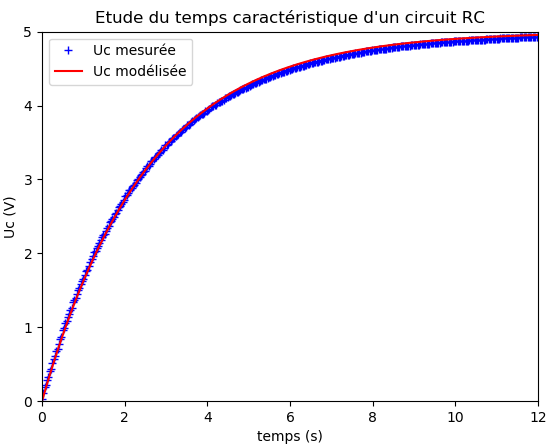 Etude du temps caractéristique d'un circuit RC
Uc mesurée
Uc modélisée
Uc (V)
5
4
3
2
1
0
0 2 4 6 8 10 12
temps (s)